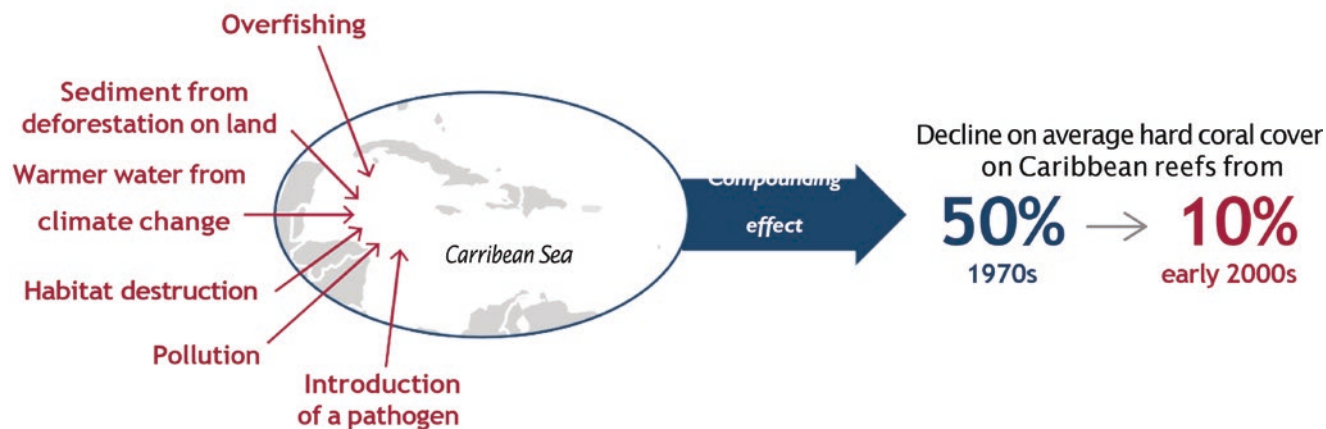 Overfishing
Sediment from
deforestation on land
Warmer water from
climate change
Habitat destruction
Pollution
Introduction
of a pathogen
Carribean Sea
Compounding
effect
Decline on average hard coral cover
on Caribbean reefs from
50% → 10%
1970s
early 2000s